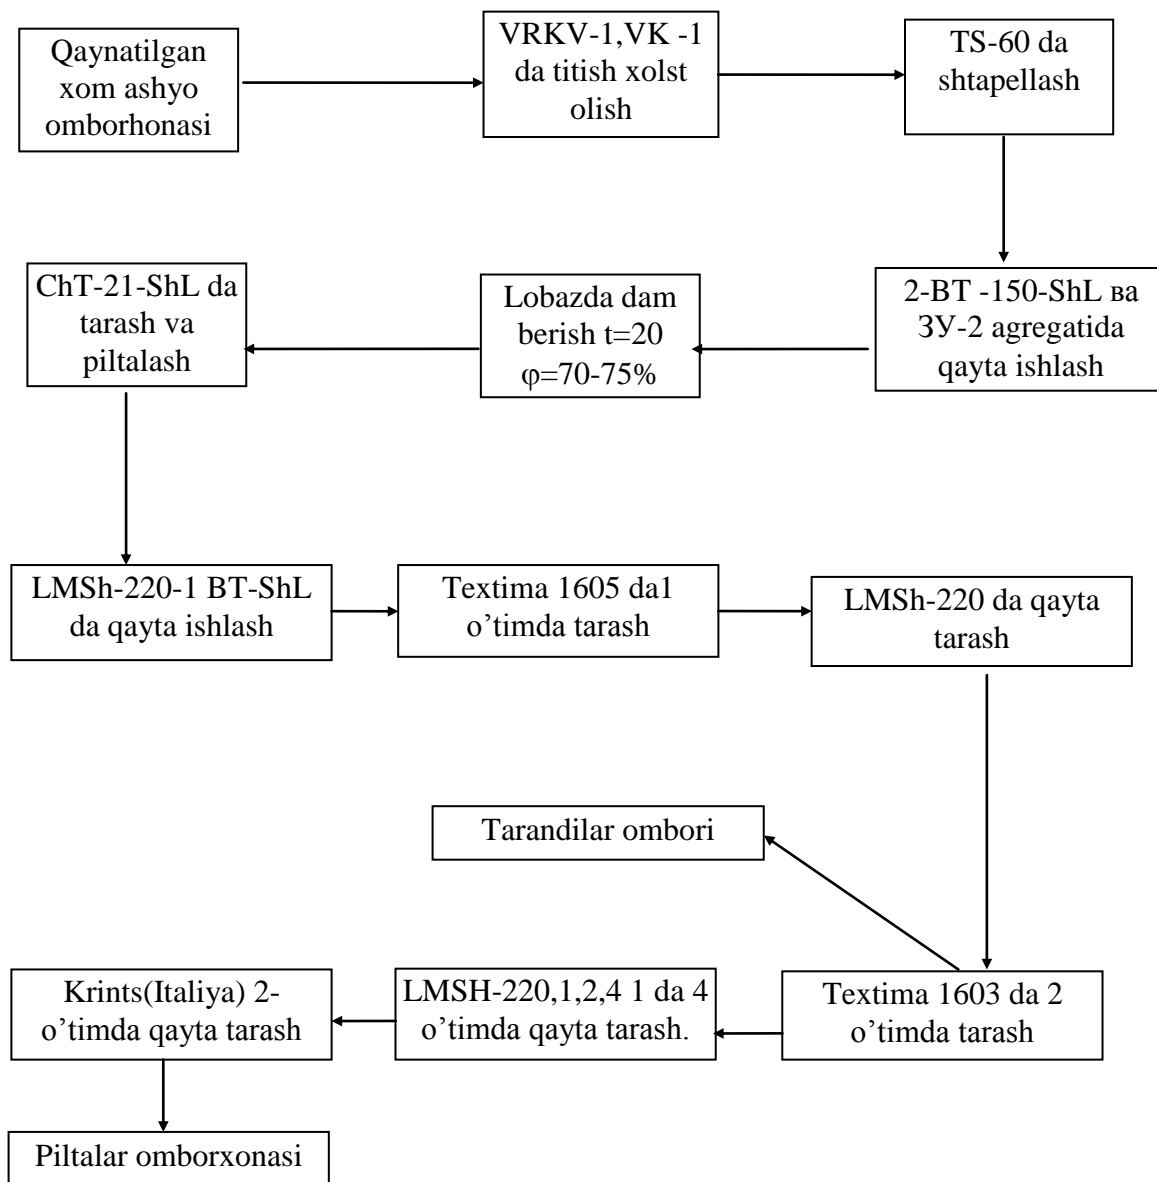 Qaynatilgan
xom ashyo
omborhonasi
VRKV-1,VK -1
da titish xolst
olish
TS-60 da
shtapellash
2-BT -150-ShL ва
ЗУ-2 agregatida
qayta ishlash
Lobazda dam
berish t=20
φ=70-75%
ChT-21-ShL da
tarash va
piltalash
LMSh-220-1 BT-ShL
da qayta ishlash
Textima 1605 da1
o’timda tarash
LMSh-220 da qayta
tarash
Tarandilar ombori
Textima 1603 da 2
o’timda tarash
LMSH-220,1,2,4 1 da 4
o’timda qayta tarash.
Krints(Italiya) 2-
o’timda qayta tarash
Piltalar omborxonasi